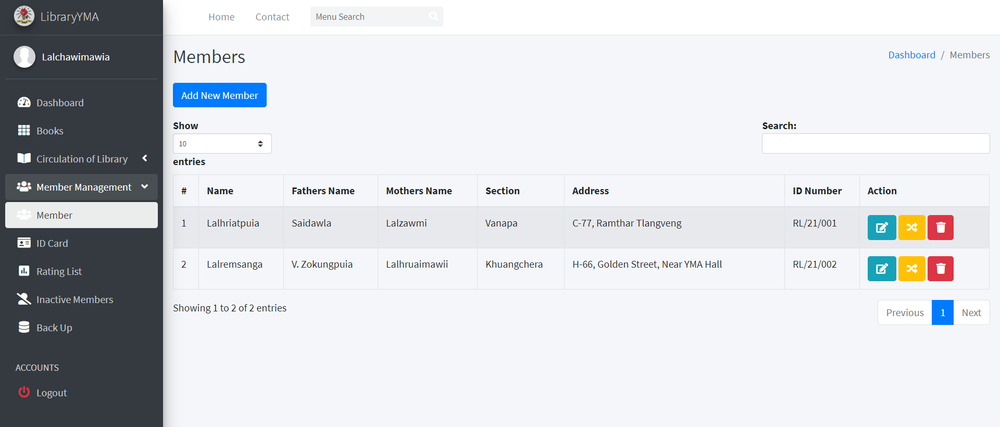 LibraryYMA
Home Contact Menu Search
Lalchawimawia
Dashboard
Books
Circulation of Library
Member Management
Member
ID Card
Rating List
Inactive Members
Back Up
ACCOUNTS
Logout
Members
Dashboard / Members
Add New Member
Show
10
entries
Search:
# Name Fathers Name Mothers Name Section Address ID Number Action
1 Lalhriatpuia Saidawla Lalzawmi Vanapa C-77, Ramthar Tlangveng RL/21/001
2 Lalremsanga V. Zokungpuia Lalhruaimawii Khuangchera H-66, Golden Street, Near YMA Hall RL/21/002
Showing 1 to 2 of 2 entries
Previous 1 Next